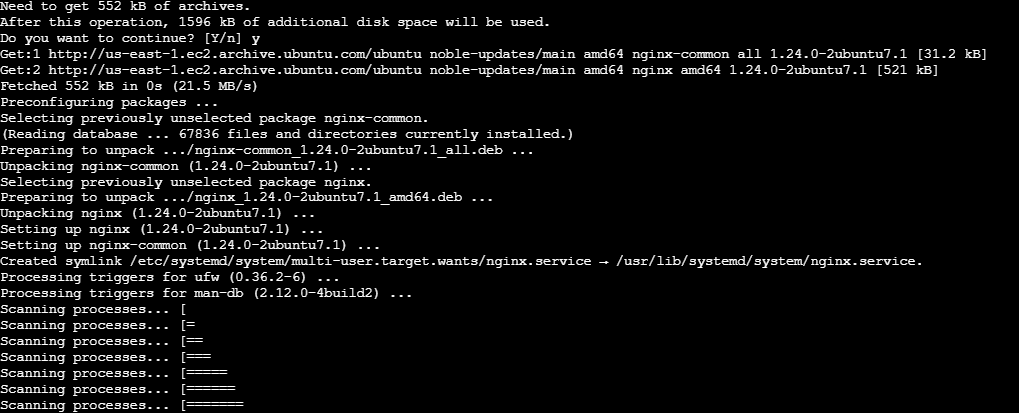 Need to get 552 kB of archives.
After this operation, 1596 kB of additional disk space will be used.
Do you want to continue? [Y/n] y
Get:1 http://us-east-1.ec2.archive.ubuntu.com/ubuntu noble-updates/main amd64 nginx-common all 1.24.0-2ubuntu7.1 [31.2 kB]
Get:2 http://us-east-1.ec2.archive.ubuntu.com/ubuntu noble-updates/main amd64 nginx amd64 1.24.0-2ubuntu7.1 [521 kB]
Fetched 552 kB in 0s (21.5 MB/s)
Preconfiguring packages ...
Selecting previously unselected package nginx-common.
(Reading database ... 67836 files and directories currently installed.)
Preparing to unpack .../nginx-common_1.24.0-2ubuntu7.1_all.deb ...
Unpacking nginx-common (1.24.0-2ubuntu7.1) ...
Selecting previously unselected package nginx.
Preparing to unpack .../nginx_1.24.0-2ubuntu7.1_amd64.deb ...
Unpacking nginx (1.24.0-2ubuntu7.1) ...
Setting up nginx (1.24.0-2ubuntu7.1) ...
Setting up nginx-common (1.24.0-2ubuntu7.1) ...
Created symlink /etc/systemd/system/multi-user.target.wants/nginx.service → /usr/lib/systemd/system/nginx.service.
Processing triggers for ufw (0.36.2-6) ...
Processing triggers for man-db (2.12.0-4build2) ...
Scanning processes... [
Scanning processes... [=
Scanning processes... [==
Scanning processes... [===
Scanning processes... [=====
Scanning processes... [======
Scanning processes... [=======